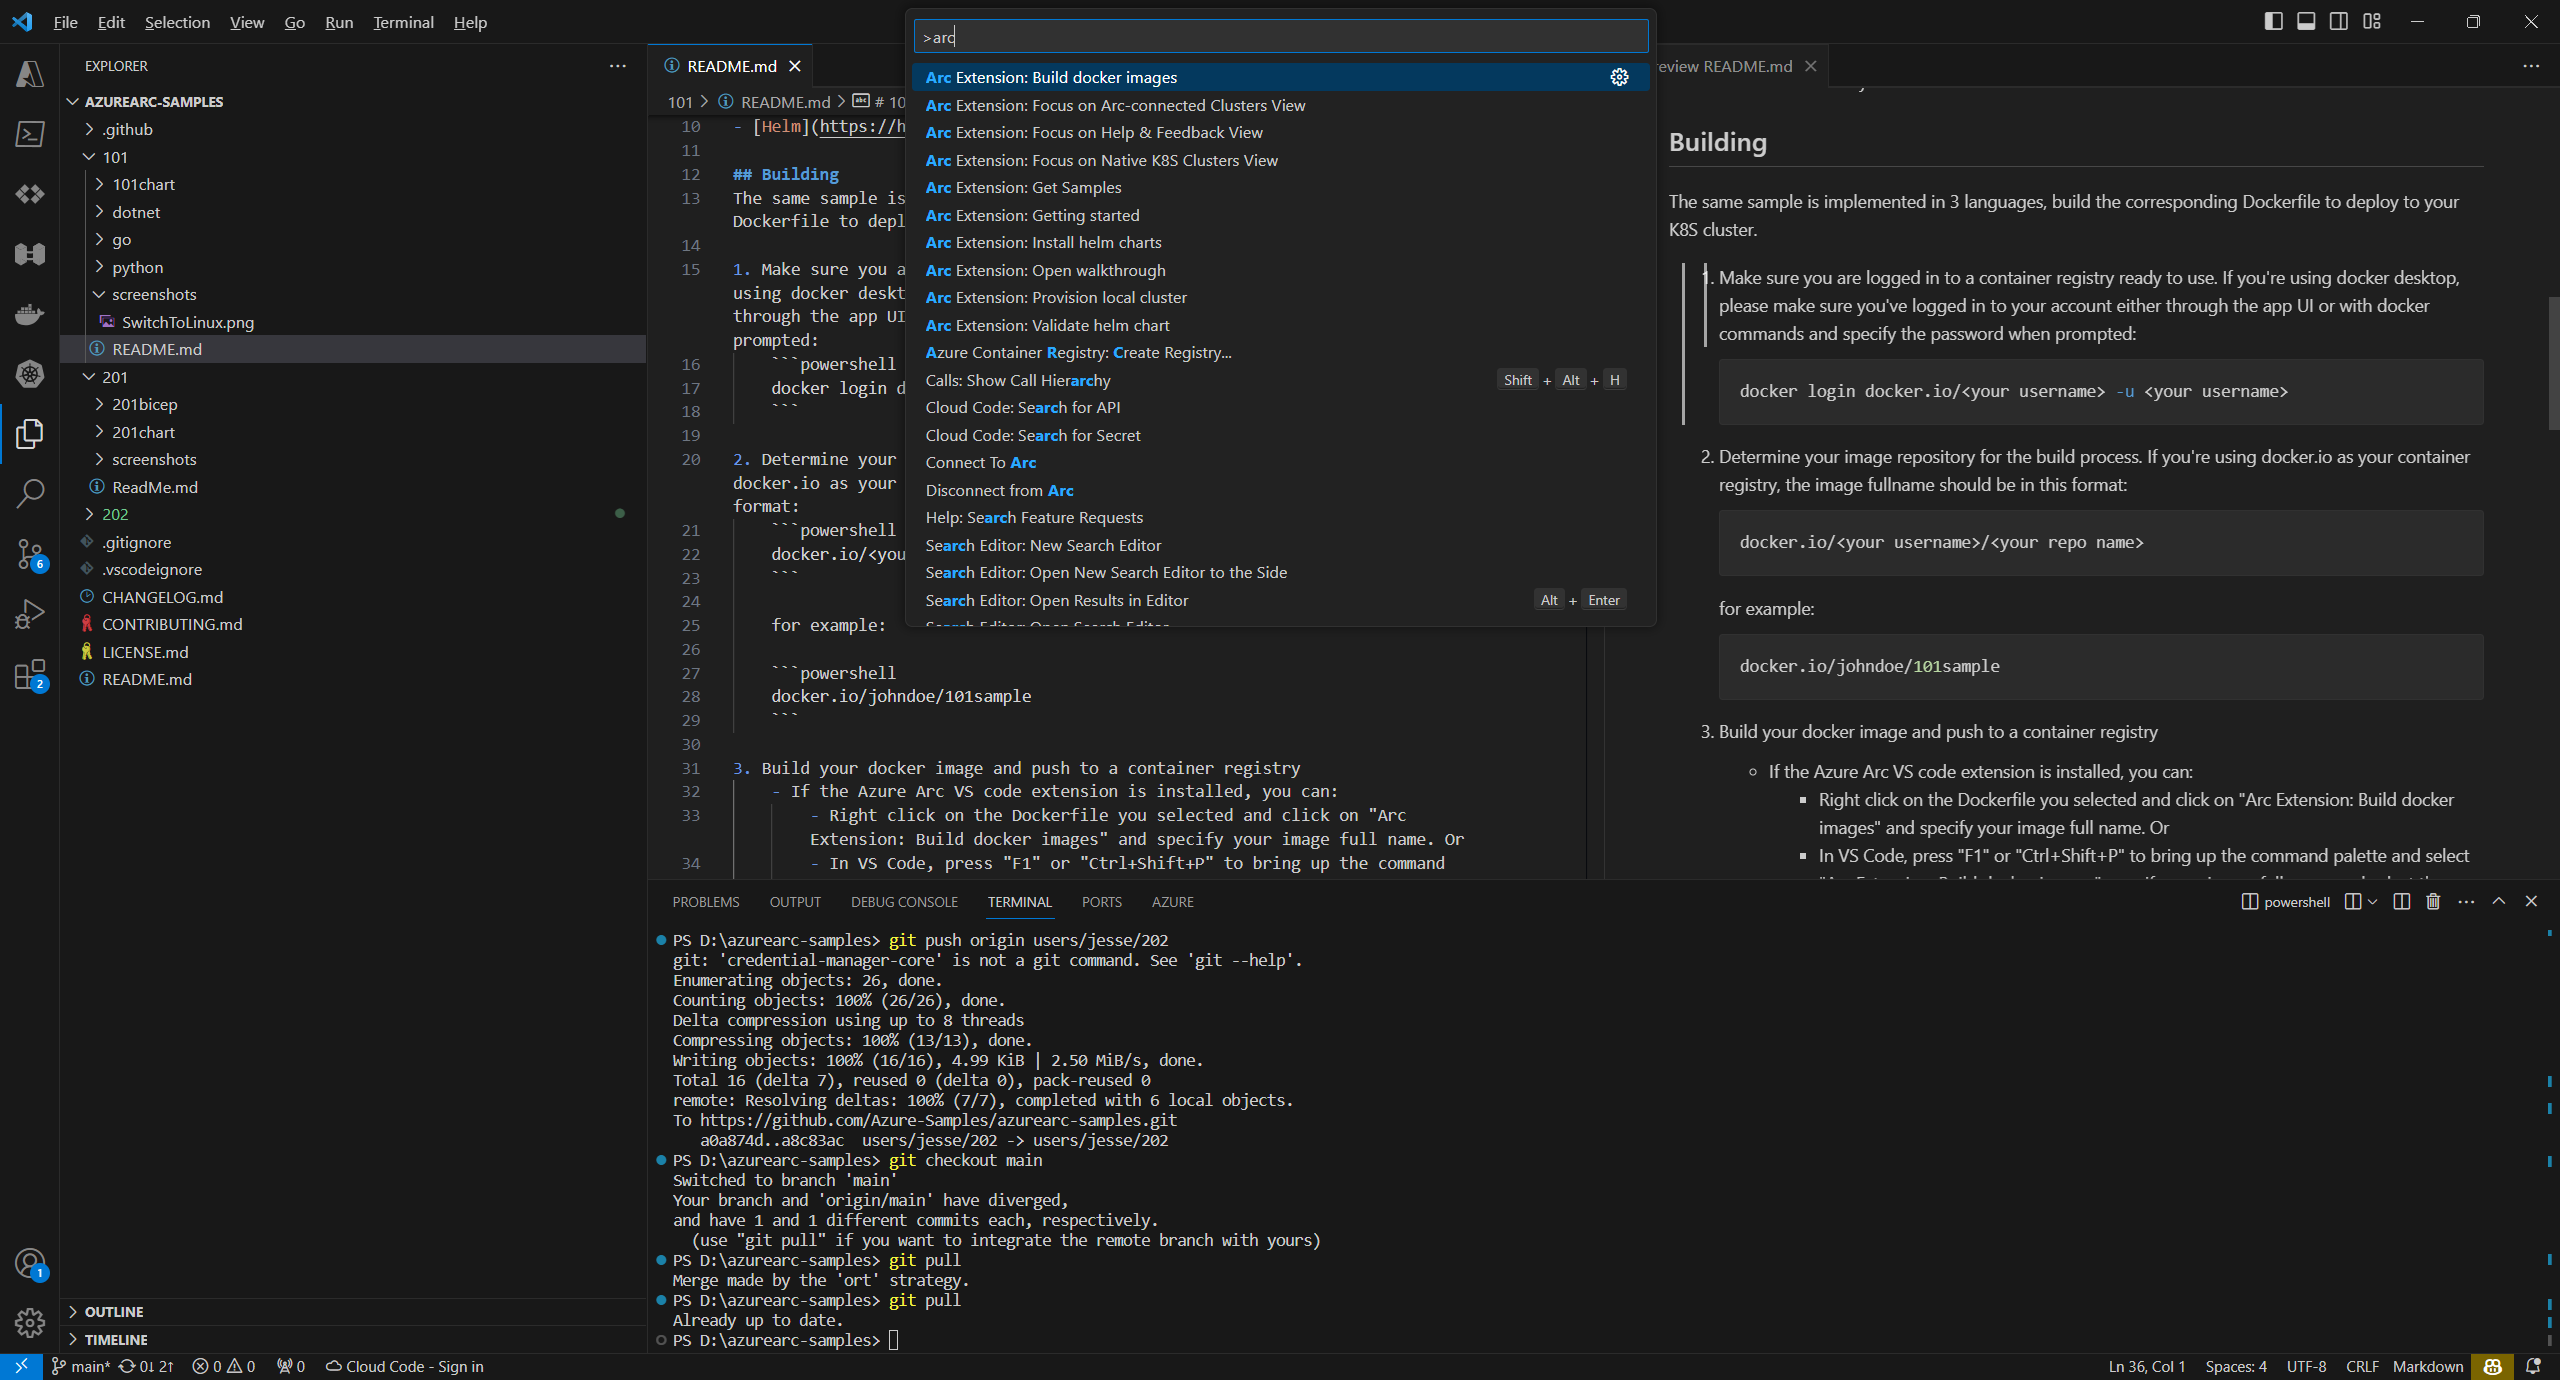 File Edit Selection View Go Run Terminal Help
>arc
Arc Extension: Build docker images
Arc Extension: Focus on Arc-connected Clusters View
Arc Extension: Focus on Help & Feedback View
Arc Extension: Focus on Native K8S Clusters View
Arc Extension: Get Samples
Arc Extension: Getting started
Arc Extension: Install helm charts
Arc Extension: Open walkthrough
Arc Extension: Provision local cluster
Arc Extension: Validate helm chart
Azure Container Registry: Create Registry...
Calls: Show Call Hierarchy Shift + Alt + H
Cloud Code: Search for API
Cloud Code: Search for Secret
Connect To Arc
Disconnect from Arc
Help: Search Feature Requests
Search Editor: New Search Editor
Search Editor: Open New Search Editor to the Side
Search Editor: Open Results in Editor Alt + Enter
EXPLORER
AZUREARC-SAMPLES
.github
101
101chart
dotnet
go
python
screenshots
SwitchToLinux.png
README.md
201
201bicep
201chart
screenshots
ReadMe.md
202
.gitignore
.vscodeignore
CHANGELOG.md
CONTRIBUTING.md
LICENSE.md
README.md
OUTLINE
TIMELINE
6
2
1
README.md
101 > README.md > # 10
10 - [Helm](https://h
11
12 ## Building
13 The same sample is
Dockerfile to depl
14
15 1. Make sure you a
using docker deskt
through the app UI
prompted:
16 ```powershell
17 docker login d
18 ```
19
20 2. Determine your
docker.io as your
format:
21 ```powershell
22 docker.io/<you
23 ```
24
25 for example:
26
27 ```powershell
28 docker.io/johndoe/101sample
29 ```
30
31 3. Build your docker image and push to a container registry
32 - If the Azure Arc VS code extension is installed, you can:
33 - Right click on the Dockerfile you selected and click on "Arc
Extension: Build docker images" and specify your image full name. Or
34 - In VS Code, press "F1" or "Ctrl+Shift+P" to bring up the command
review README.md
Building
The same sample is implemented in 3 languages, build the corresponding Dockerfile to deploy to your
K8S cluster.
1. Make sure you are logged in to a container registry ready to use. If you're using docker desktop,
please make sure you've logged in to your account either through the app UI or with docker
commands and specify the password when prompted:
docker login docker.io/<your username> -u <your username>
2. Determine your image repository for the build process. If you're using docker.io as your container
registry, the image fullname should be in this format:
docker.io/<your username>/<your repo name>
for example:
docker.io/johndoe/101sample
3. Build your docker image and push to a container registry
If the Azure Arc VS code extension is installed, you can:
Right click on the Dockerfile you selected and click on "Arc Extension: Build docker
images" and specify your image full name. Or
In VS Code, press "F1" or "Ctrl+Shift+P" to bring up the command palette and select
PROBLEMS OUTPUT DEBUG CONSOLE TERMINAL PORTS AZURE
powershell
PS D:\azurearc-samples> git push origin users/jesse/202
git: 'credential-manager-core' is not a git command. See 'git --help'.
Enumerating objects: 26, done.
Counting objects: 100% (26/26), done.
Delta compression using up to 8 threads
Compressing objects: 100% (13/13), done.
Writing objects: 100% (16/16), 4.99 KiB | 2.50 MiB/s, done.
Total 16 (delta 7), reused 0 (delta 0), pack-reused 0
remote: Resolving deltas: 100% (7/7), completed with 6 local objects.
To https://github.com/Azure-Samples/azurearc-samples.git
a0a874d..a8c83ac users/jesse/202 -> users/jesse/202
PS D:\azurearc-samples> git checkout main
Switched to branch 'main'
Your branch and 'origin/main' have diverged,
and have 1 and 1 different commits each, respectively.
(use "git pull" if you want to integrate the remote branch with yours)
PS D:\azurearc-samples> git pull
Merge made by the 'ort' strategy.
PS D:\azurearc-samples> git pull
Already up to date.
PS D:\azurearc-samples>
main* 0↓ 2↑ 0 0 0 Cloud Code - Sign in
Ln 36, Col 1 Spaces: 4 UTF-8 CRLF Markdown